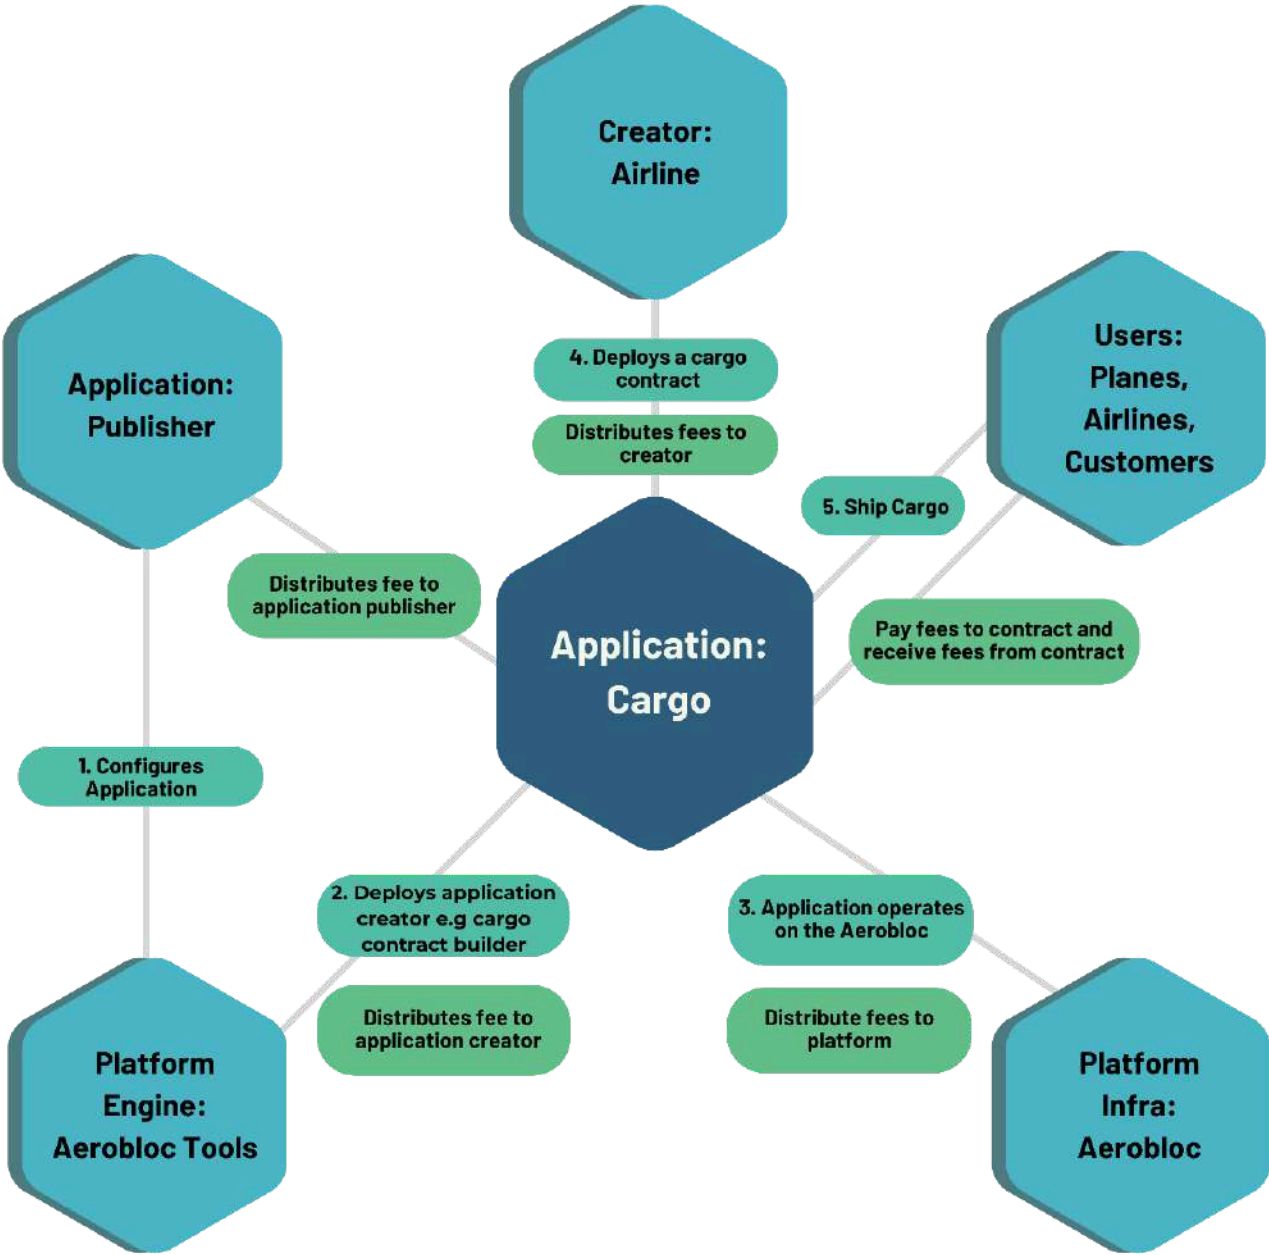 Creator:
Airline
Application:
Publisher
Users:
Planes,
Airlines,
Customers
4. Deploys a cargo
contract
Distributes fees to
creator
5. Ship Cargo
Distributes fee to
application publisher
Pay fees to contract and
receive fees from contract
Application:
Cargo
1. Configures
Application
2. Deploys application
creator e.g cargo
contract builder
3. Application operates
on the Aerobloc
Distributes fee to
application creator
Distribute fees to
platform
Platform
Engine:
Aerobloc Tools
Platform
Infra:
Aerobloc